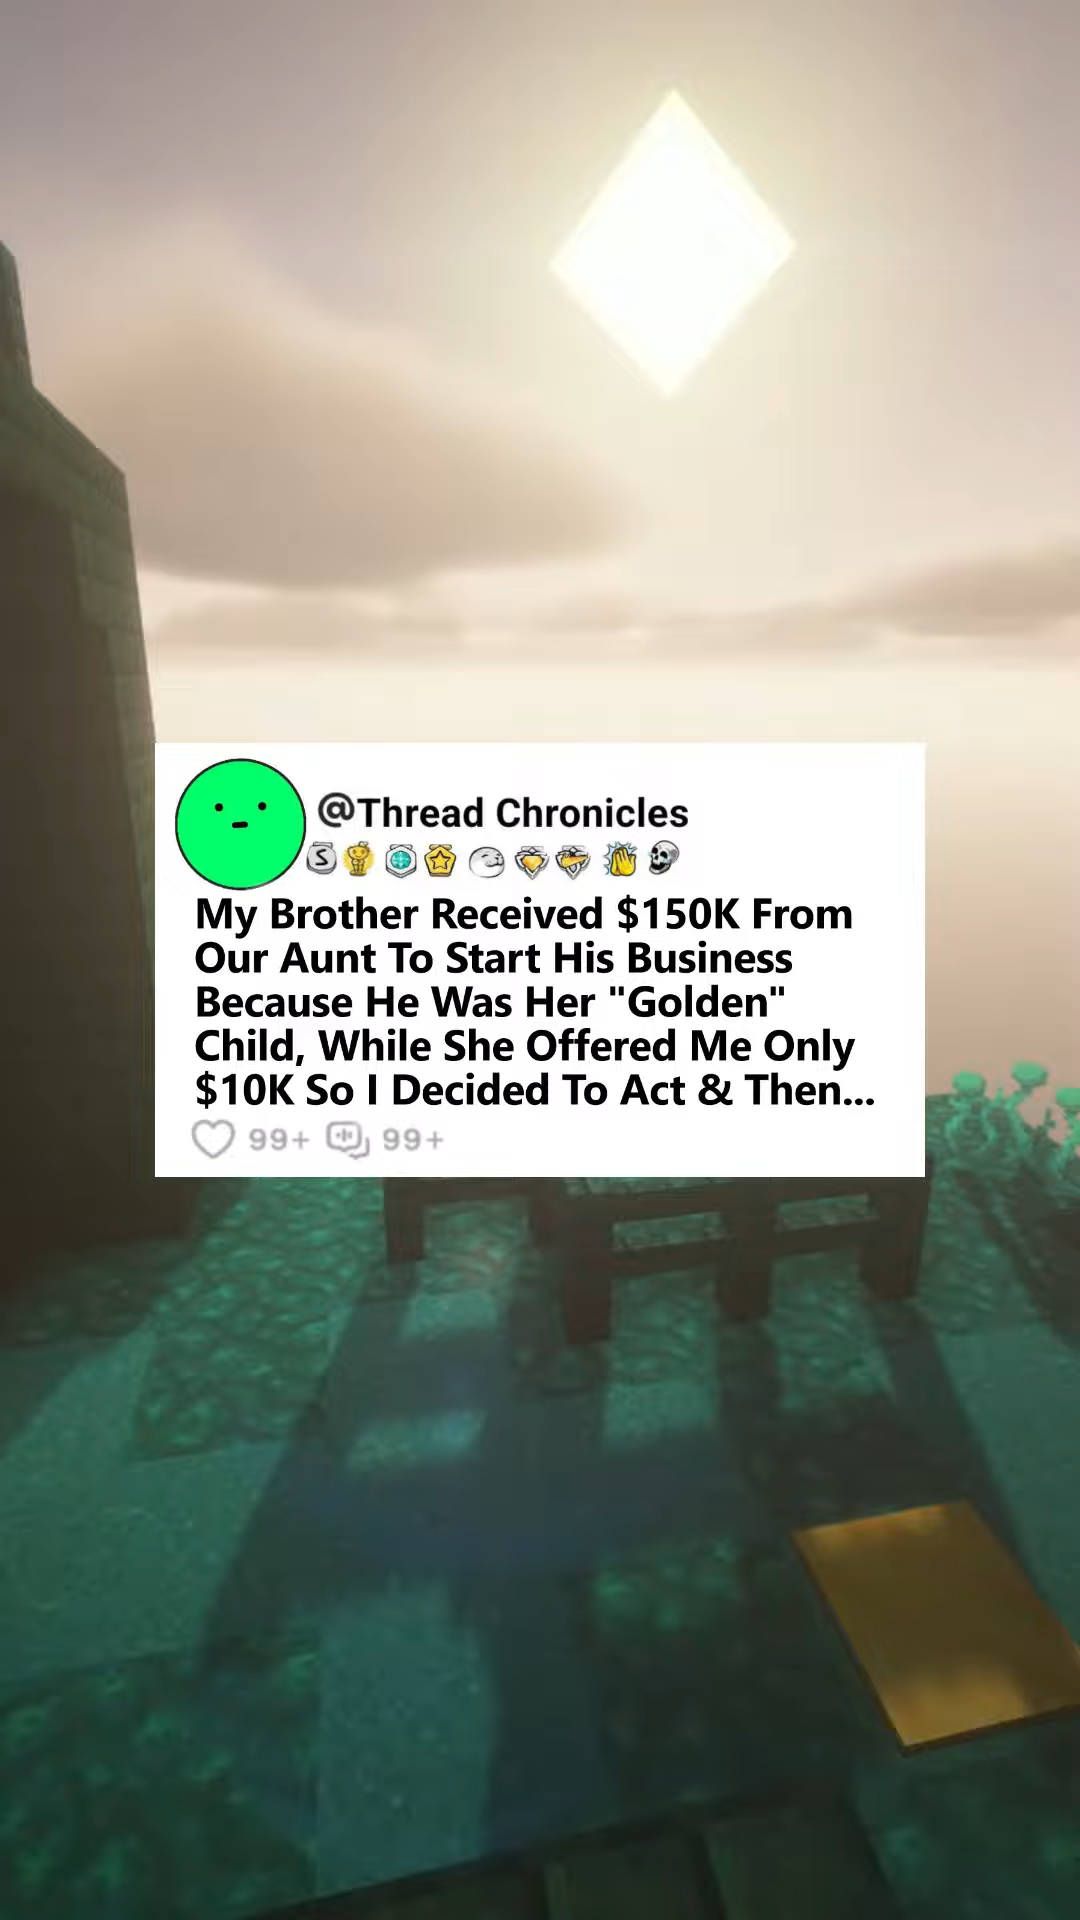 @Thread Chronicles
My Brother Received $150K From
Our Aunt To Start His Business
Because He Was Her "Golden"
Child, While She Offered Me Only
$10K So I Decided To Act & Then...
99+ 99+